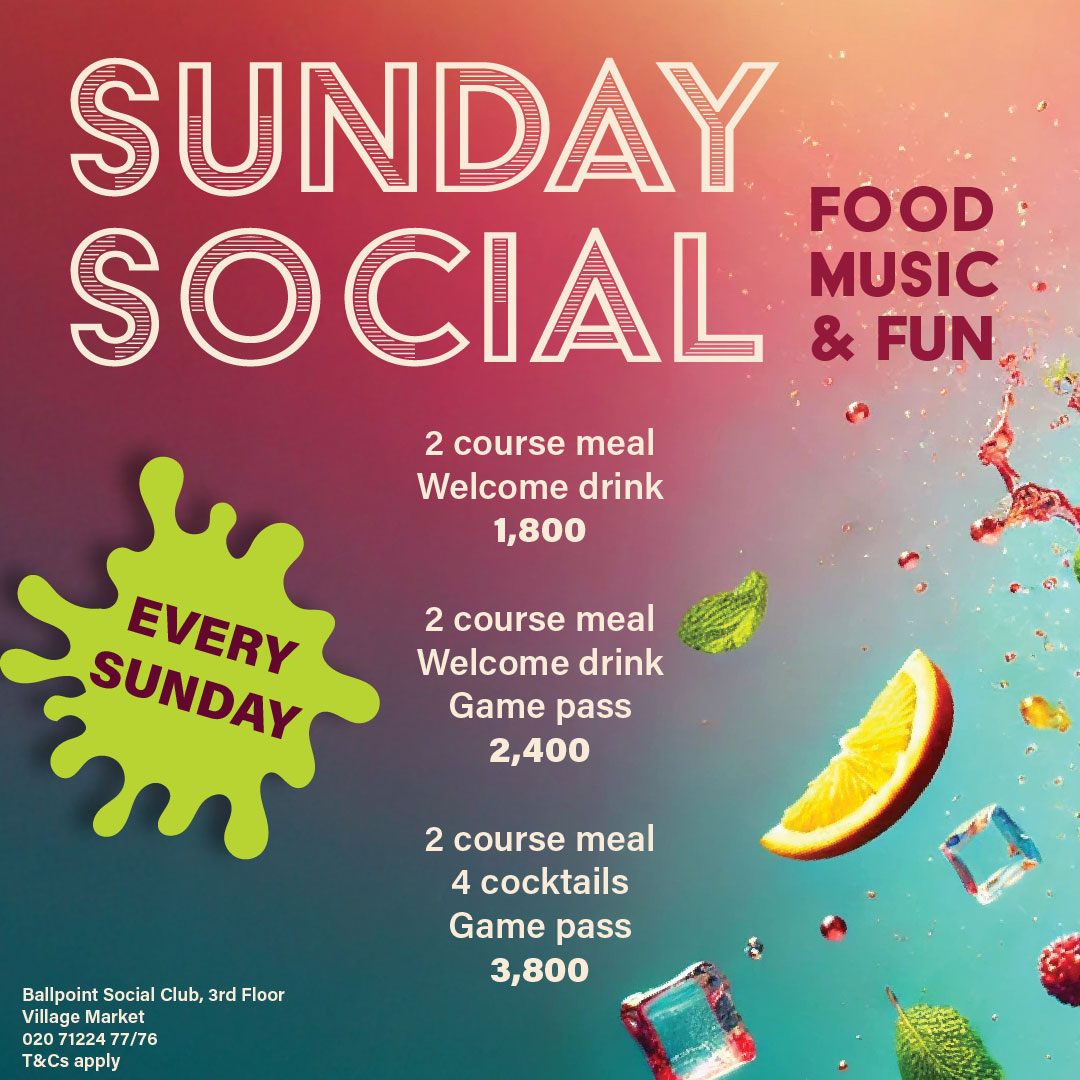 SUNDAY
SOCIAL
FOOD
MUSIC
& FUN
2 course meal
Welcome drink
1,800
EVERY
SUNDAY
2 course meal
Welcome drink
Game pass
2,400
2 course meal
4 cocktails
Game pass
3,800
Ballpoint Social Club, 3rd Floor
Village Market
020 71224 77/76
T&Cs apply